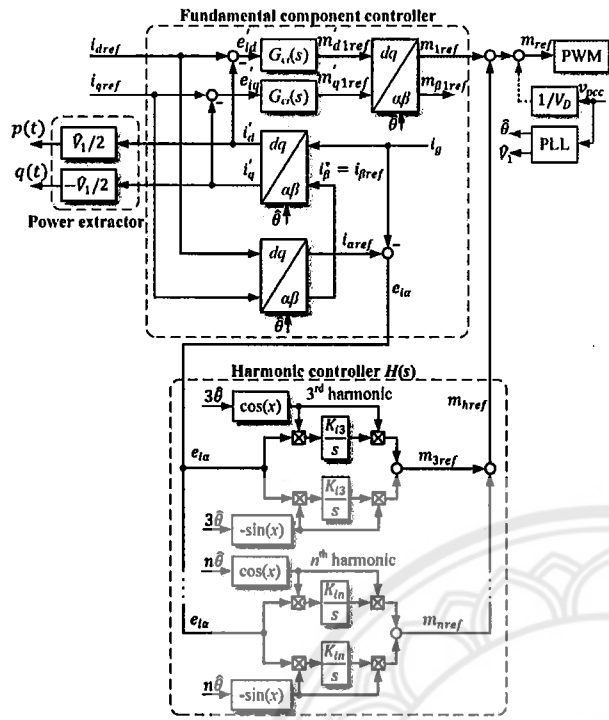 Fundamental component controller
i_dref
e_id
G_cr(s)
m'_d1ref
dq
αβ
m_1ref
m_ref
PWM
i_qref
e_iq
G_cr(s)
m'_q1ref
m_β1ref
θ̂
1/V_D
v_pcc
PLL
θ̂
V̂_1
p(t)
V̂_1/2
i'_d
dq
αβ
i_g
q(t)
-V̂_1/2
i'_q
i*_β = i_βref
Power extractor
θ̂
dq
αβ
i_αref
e_iα
θ̂
Harmonic controller H(s)
m_href
3θ̂
cos(x)
3rd harmonic
K_i3
s
e_iα
m_3ref
K_i3
s
3θ̂
-sin(x)
nθ̂
cos(x)
nth harmonic
K_in
s
e_iα
m_nref
K_in
s
nθ̂
-sin(x)